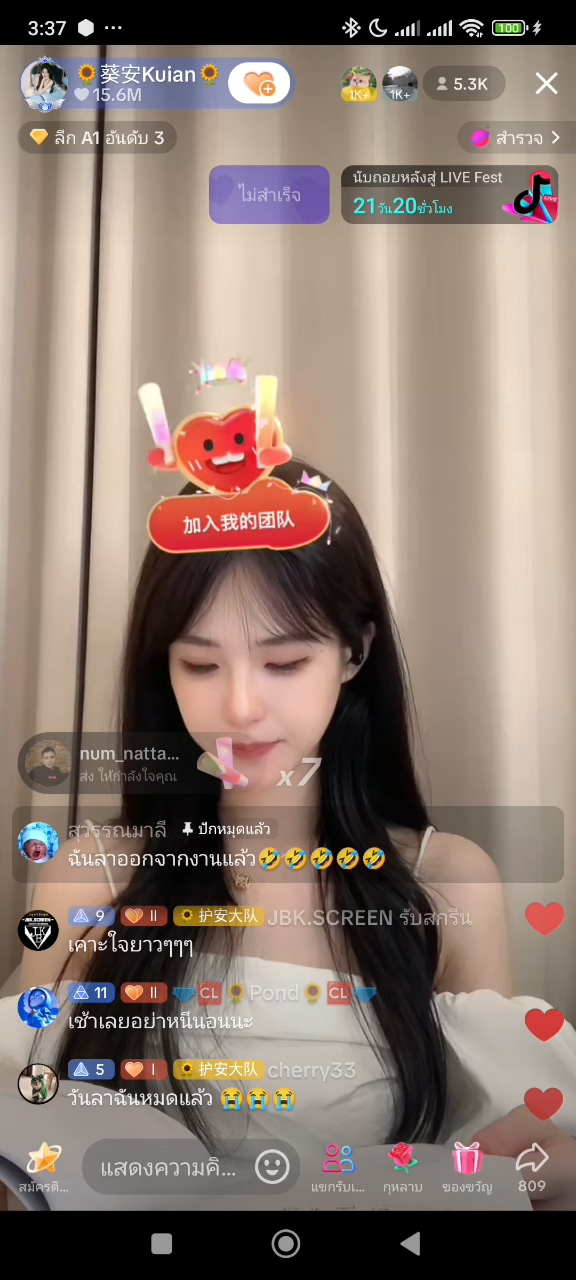 3:37
100
🌻葵安Kuian🌻
15.6M
1K+
1K+
5.3K
ลีก A1 อันดับ 3
สำรวจ
ไม่สำเร็จ
นับถอยหลังสู่ LIVE Fest
21วัน20ชั่วโมง
LIVE
加入我的团队
num_natta...
ส่ง ให้กำลังใจคุณ
x7
สุวรรณมาลี ปักหมุดแล้ว
ฉันลาออกจากงานแล้ว🤣🤣🤣🤣🤣
9 II 护安大队 JBK.SCREEN รับสกรีน
เคาะใจยาวๆๆๆ
11 II 🩲🆑🌻Pond🌻🆑🩲
เช้าเลยอย่าหนีนอนนะ
5 I 护安大队 cherry33
วันลาฉันหมดแล้ว 😭😭😭
สมัครติ...
แสดงความคิ...
แขกรับเ...
กุหลาบ
ของขวัญ
809